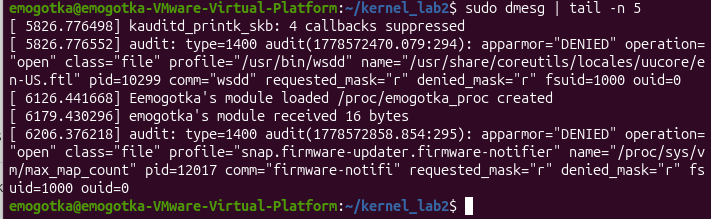 emogotka@emogotka-VMware-Virtual-Platform:~/kernel_lab2$ sudo dmesg | tail -n 5
[ 5826.776498] kauditd_printk_skb: 4 callbacks suppressed
[ 5826.776552] audit: type=1400 audit(1778572470.079:294): apparmor="DENIED" operation=
"open" class="file" profile="/usr/bin/wsdd" name="/usr/share/coreutils/locales/uucore/e
n-US.ftl" pid=10299 comm="wsdd" requested_mask="r" denied_mask="r" fsuid=1000 ouid=0
[ 6126.441668] Eemogotka's module loaded /proc/emogotka_proc created
[ 6179.430296] emogotka's module received 16 bytes
[ 6206.376218] audit: type=1400 audit(1778572858.854:295): apparmor="DENIED" operation=
"open" class="file" profile="snap.firmware-updater.firmware-notifier" name="/proc/sys/v
m/max_map_count" pid=12017 comm="firmware-notifi" requested_mask="r" denied_mask="r" fs
uid=1000 ouid=0
emogotka@emogotka-VMware-Virtual-Platform:~/kernel_lab2$